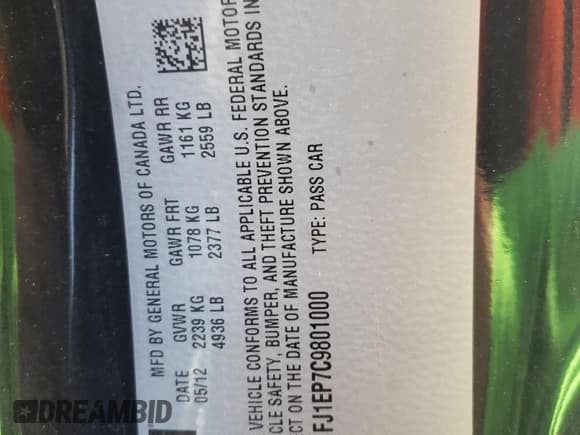 MFD BY GENERAL MOTORS OF CANADA LTD.
DATE GVWR GAWR FRT GAWR RR
05/12 2239 KG 1078 KG 1161 KG
4936 LB 2377 LB 2559 LB
VEHICLE CONFORMS TO ALL APPLICABLE U.S. FEDERAL MOTOR
CLE SAFETY, BUMPER, AND THEFT PREVENTION STANDARDS IN
ECT ON THE DATE OF MANUFACTURE SHOWN ABOVE.
FJ1EP7C9801000 TYPE: PASS CAR
DREAMBID